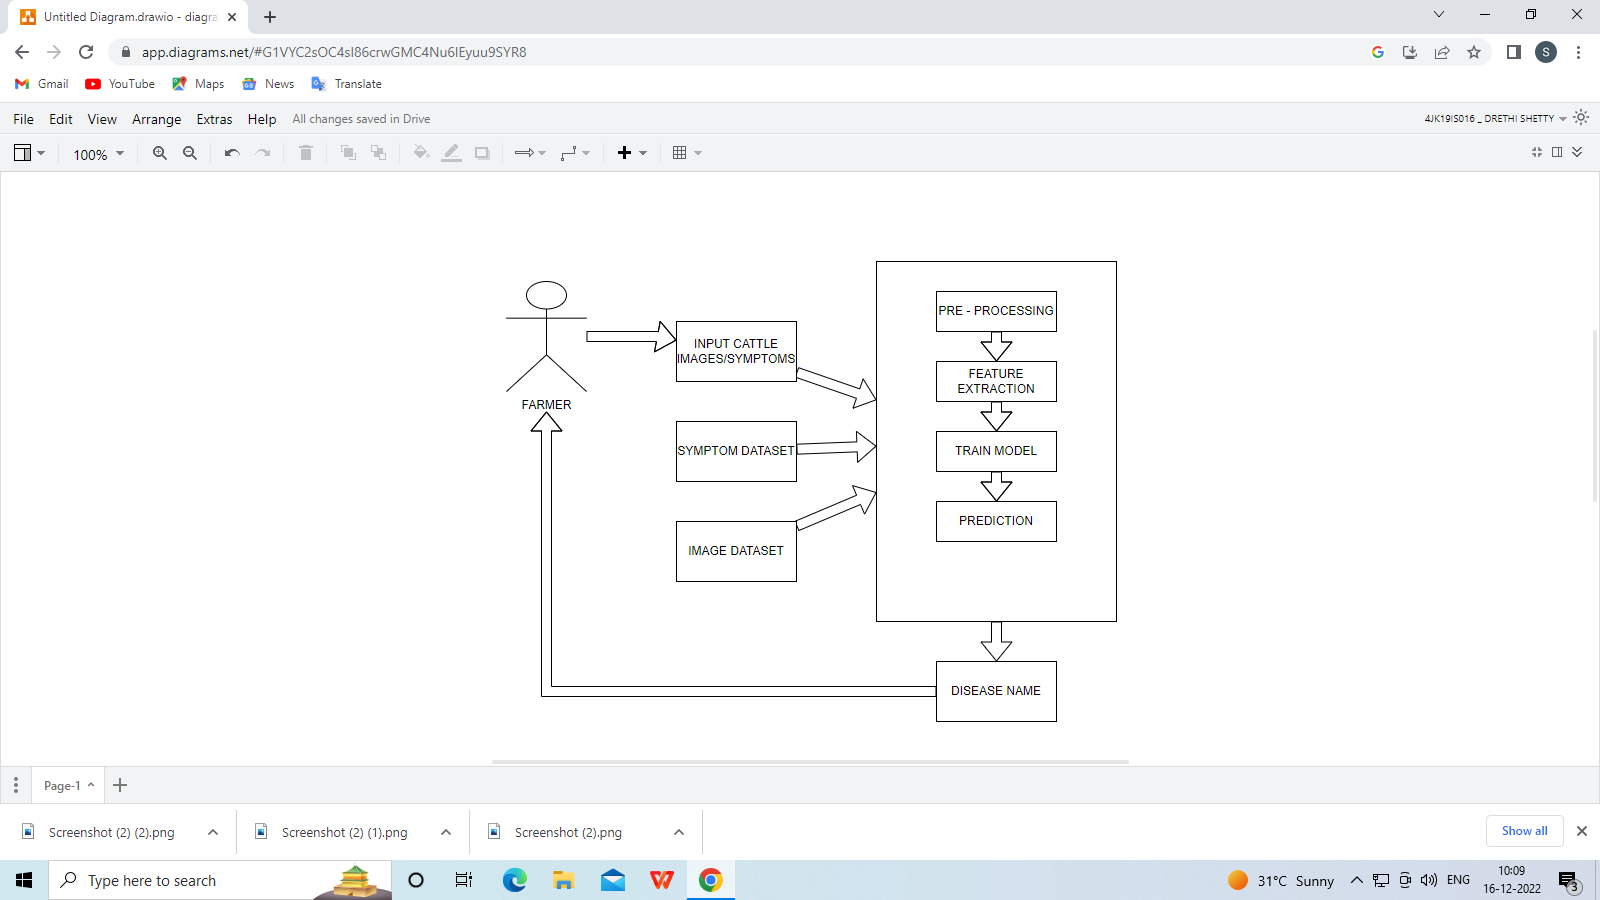 Untitled Diagram.drawio - diagra
app.diagrams.net/#G1VYC2sOC4sI86crwGMC4Nu6IEyuu9SYR8
S
Gmail YouTube Maps News Translate
File Edit View Arrange Extras Help All changes saved in Drive
4JK19IS016 _ DRETHI SHETTY
100%
FARMER
INPUT CATTLE
IMAGES/SYMPTOMS
SYMPTOM DATASET
IMAGE DATASET
PRE - PROCESSING
FEATURE
EXTRACTION
TRAIN MODEL
PREDICTION
DISEASE NAME
Page-1
Screenshot (2) (2).png
Screenshot (2) (1).png
Screenshot (2).png
Show all
Type here to search
31°C Sunny
ENG
10:09
16-12-2022
3